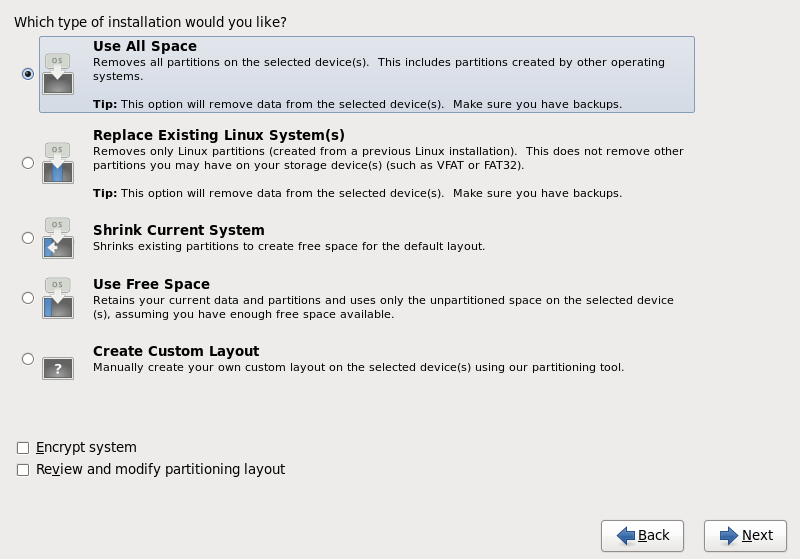 Which type of installation would you like?
OS
Use All Space
Removes all partitions on the selected device(s).  This includes partitions created by other operating
systems.
Tip: This option will remove data from the selected device(s).  Make sure you have backups.
OS
Replace Existing Linux System(s)
Removes only Linux partitions (created from a previous Linux installation).  This does not remove other
partitions you may have on your storage device(s) (such as VFAT or FAT32).
Tip: This option will remove data from the selected device(s).  Make sure you have backups.
OS
Shrink Current System
Shrinks existing partitions to create free space for the default layout.
OS
Use Free Space
Retains your current data and partitions and uses only the unpartitioned space on the selected device
(s), assuming you have enough free space available.
?
Create Custom Layout
Manually create your own custom layout on the selected device(s) using our partitioning tool.
Encrypt system
Review and modify partitioning layout
Back
Next